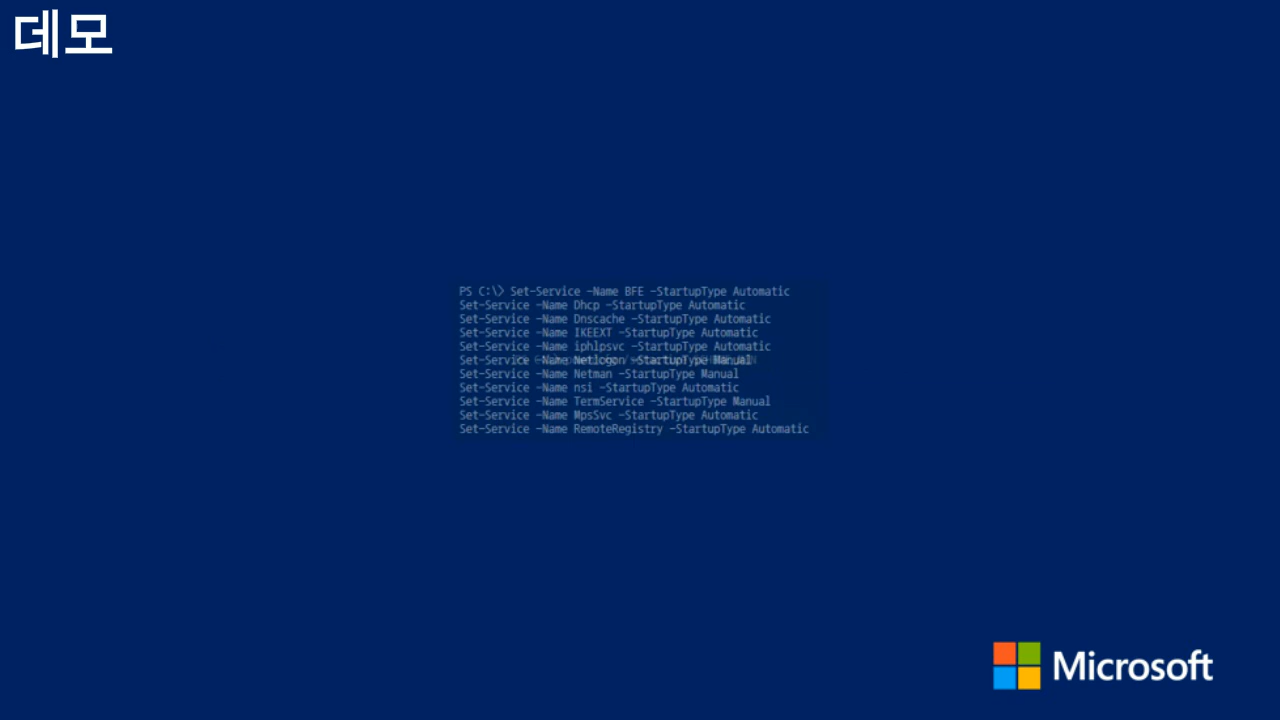 데모
PS C:\> Set-Service -Name BFE -StartupType Automatic
Set-Service -Name Dhcp -StartupType Automatic
Set-Service -Name Dnscache -StartupType Automatic
Set-Service -Name IKEEXT -StartupType Automatic
Set-Service -Name iphlpsvc -StartupType Automatic
Set-Service -Name Netlogon -StartupType Manual
Set-Service -Name Netman -StartupType Manual
Set-Service -Name nsi -StartupType Automatic
Set-Service -Name TermService -StartupType Manual
Set-Service -Name MpsSvc -StartupType Automatic
Set-Service -Name RemoteRegistry -StartupType Automatic
Microsoft